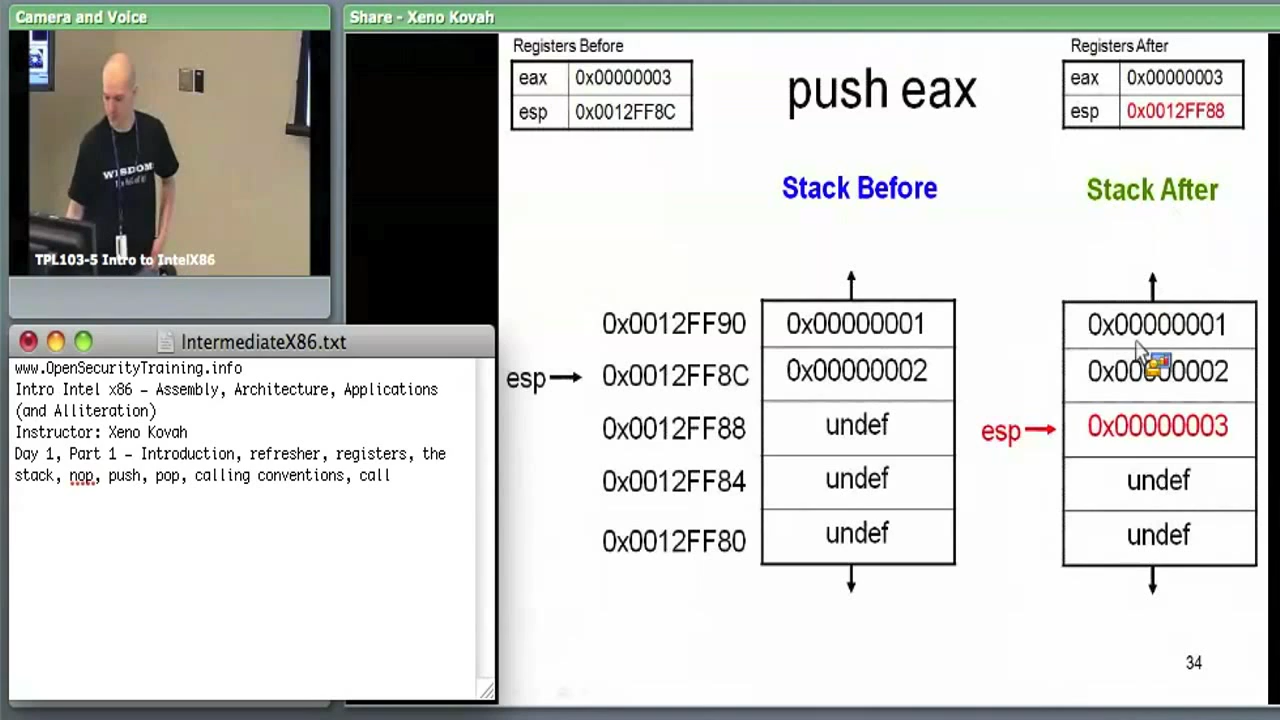 Camera and Voice
WISDOM
TPL103-5 Intro to IntelX86
IntermediateX86.txt
www.OpenSecurityTraining.info
Intro Intel x86 – Assembly, Architecture, Applications
(and Alliteration)
Instructor: Xeno Kovah
Day 1, Part 1 – Introduction, refresher, registers, the
stack, nop, push, pop, calling conventions, call
Share - Xeno Kovah
Registers Before
eax 0x00000003
esp 0x0012FF8C
push eax
Registers After
eax 0x00000003
esp 0x0012FF88
Stack Before
Stack After
0x0012FF90 0x00000001 0x00000001
esp 0x0012FF8C 0x00000002 0x00000002
0x0012FF88 undef esp 0x00000003
0x0012FF84 undef undef
0x0012FF80 undef undef
34